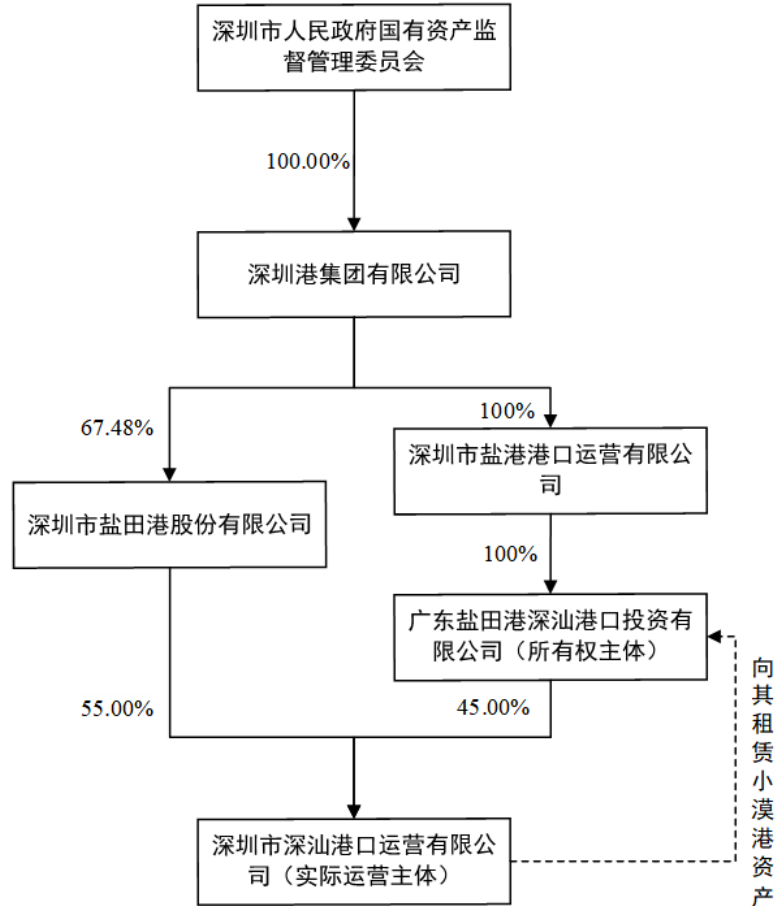 深圳市人民政府国有资产监
督管理委员会
100.00%
深圳港集团有限公司
67.48%
100%
深圳市盐港港口运营有限公
司
深圳市盐田港股份有限公司
100%
广东盐田港深汕港口投资有
限公司（所有权主体）
向其租赁小漠港资产
55.00%
45.00%
深圳市深汕港口运营有限公
司（实际运营主体）